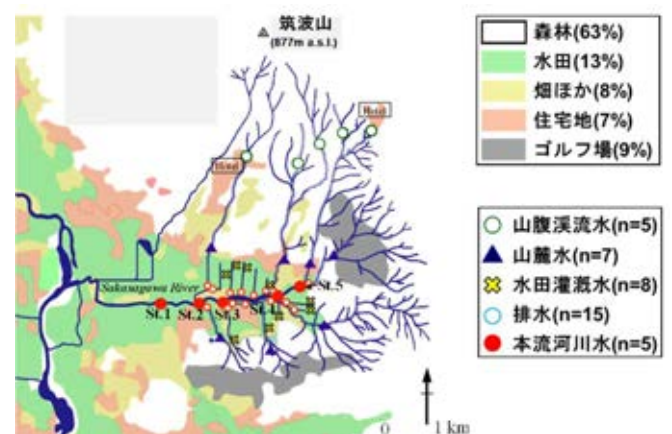 筑波山
(877m a.s.l.)
Hotel
Hotel
Sakasagawa River
St.1
St.2
St.3
St.4
St.5
0
1 km
森林(63%)
水田(13%)
畑ほか(8%)
住宅地(7%)
ゴルフ場(9%)
山腹渓流水(n=5)
山麓水(n=7)
水田灌漑水(n=8)
排水(n=15)
本流河川水(n=5)